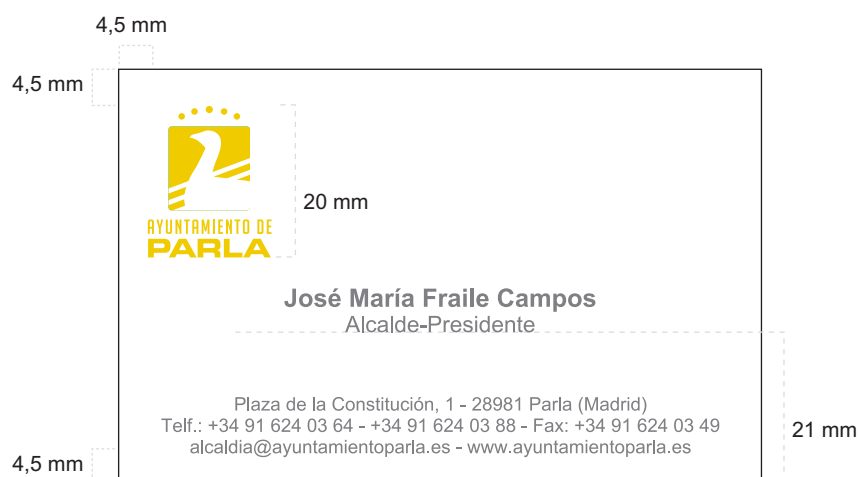 4,5 mm
4,5 mm
20 mm
AYUNTAMIENTO DE
PARLA
José María Fraile Campos
Alcalde-Presidente
Plaza de la Constitución, 1 - 28981 Parla (Madrid)
Telf.: +34 91 624 03 64 - +34 91 624 03 88 - Fax: +34 91 624 03 49
alcaldia@ayuntamientoparla.es - www.ayuntamientoparla.es
21 mm
4,5 mm